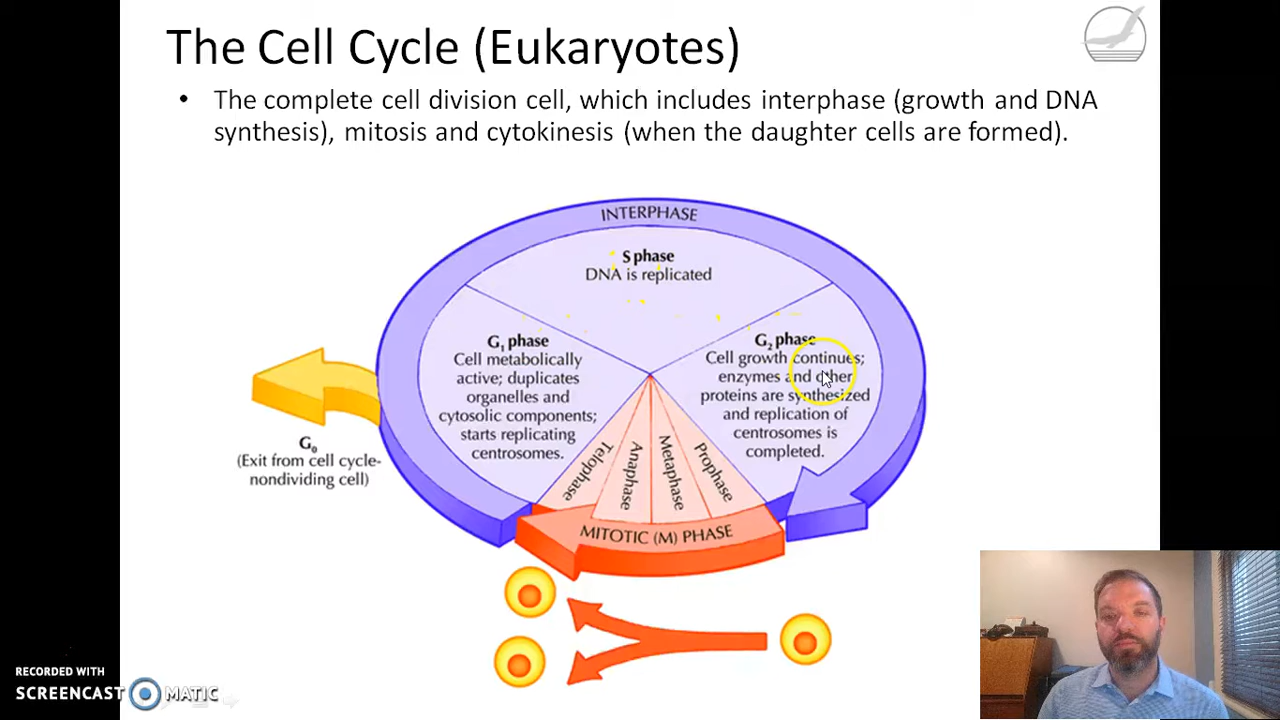 The Cell Cycle (Eukaryotes)
• The complete cell division cell, which includes interphase (growth and DNA
synthesis), mitosis and cytokinesis (when the daughter cells are formed).
INTERPHASE
S phase
DNA is replicated
G₁ phase
Cell metabolically
active; duplicates
organelles and
cytosolic components;
starts replicating
centrosomes.
G₂ phase
Cell growth continues;
enzymes and other
proteins are synthesized
and replication of
centrosomes is
completed.
G₀
(Exit from cell cycle-
nondividing cell)
Telophase
Anaphase
Metaphase
Prophase
MITOTIC (M) PHASE
RECORDED WITH
SCREENCAST MATIC